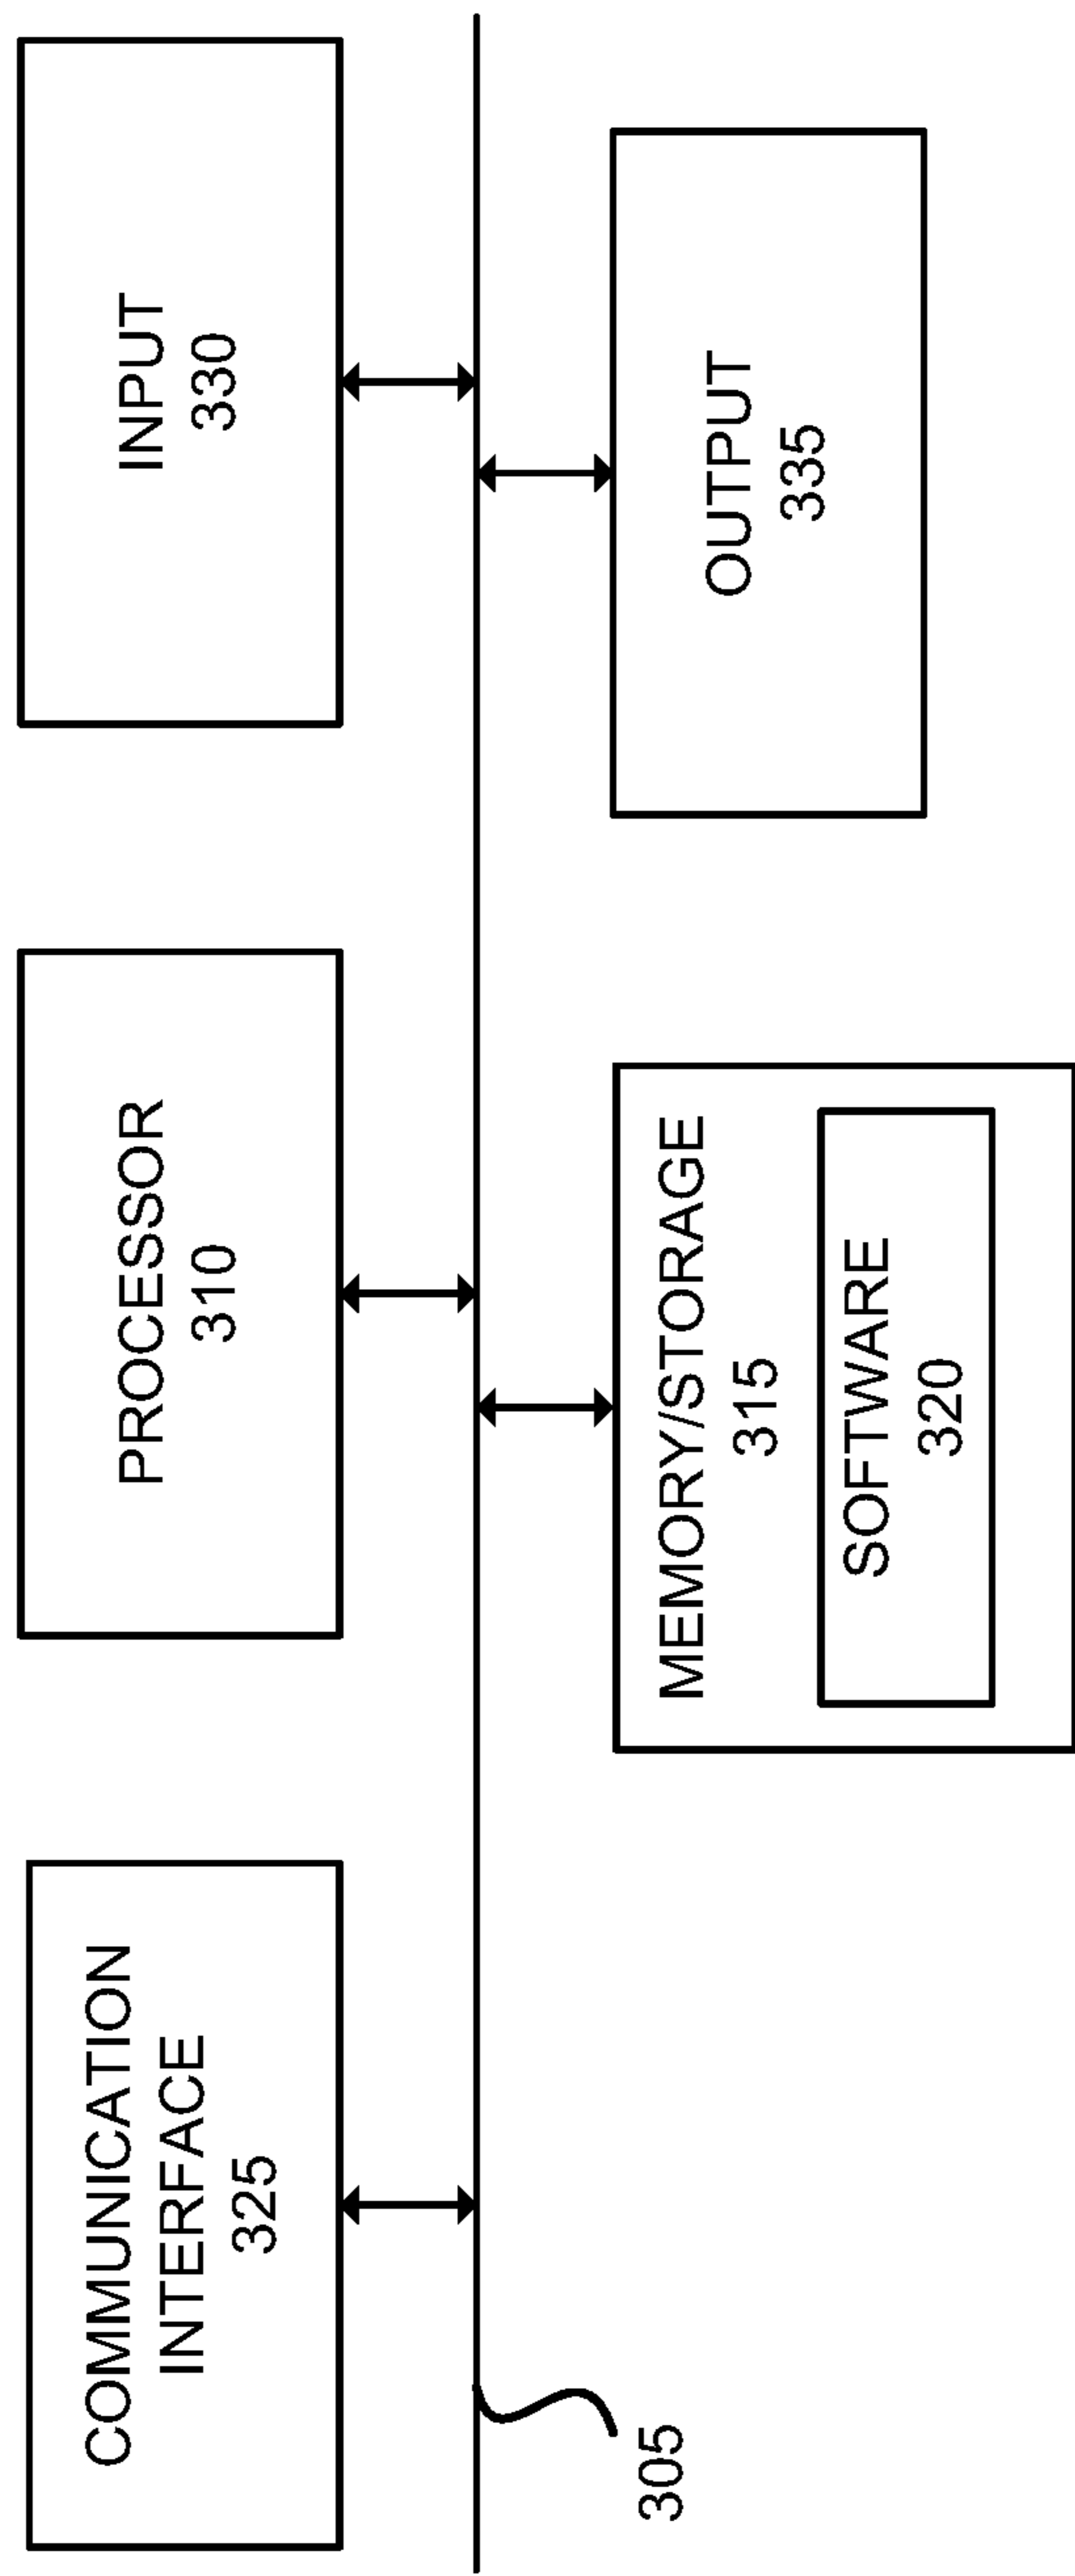 COMMUNICATION
INTERFACE
325
PROCESSOR
310
INPUT
330
305
MEMORY/STORAGE
315
SOFTWARE
320
OUTPUT
335